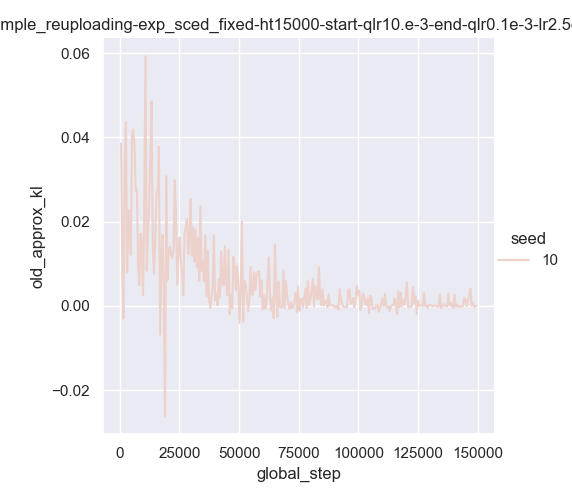 mple_reuploading-exp_sced_fixed-ht15000-start-qlr10.e-3-end-qlr0.1e-3-lr2.5
0.06
0.04
0.02
0.00
−0.02
old_approx_kl
0 25000 50000 75000 100000 125000 150000
global_step
seed
10